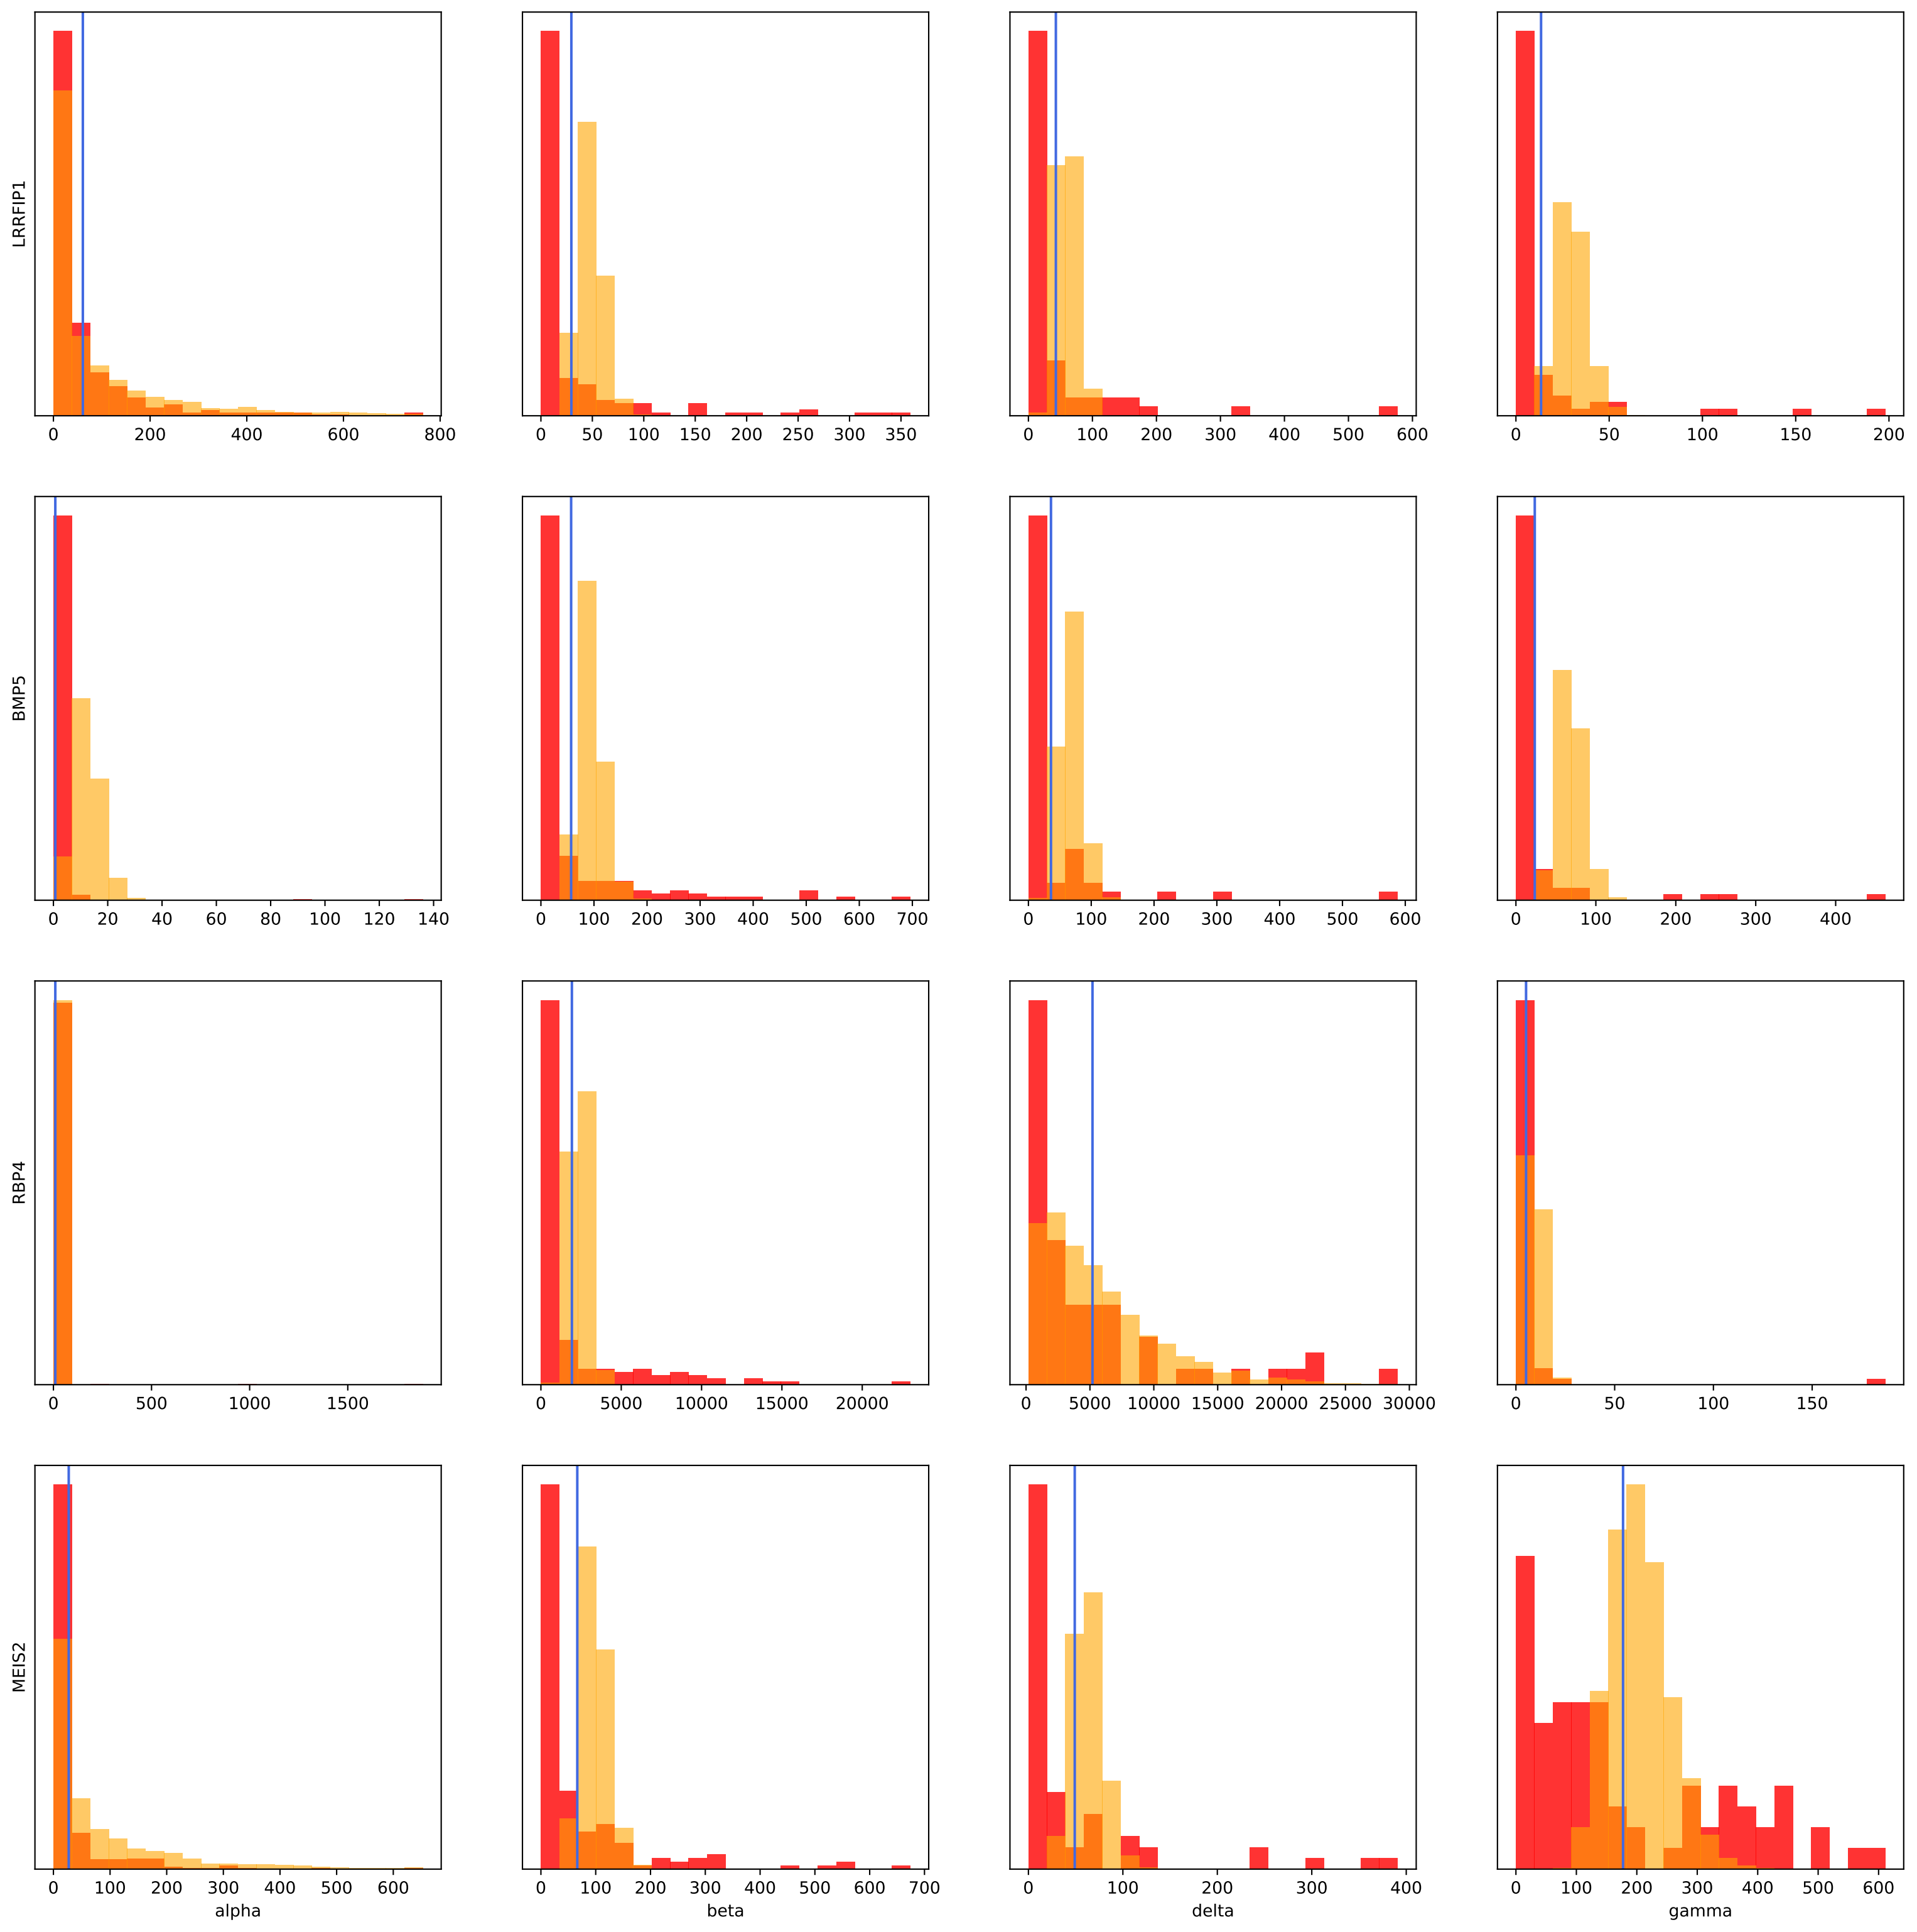 LRRFIP1
0 200 400 600 800
0 50 100 150 200 250 300 350
0 100 200 300 400 500 600
0 50 100 150 200
BMP5
0 20 40 60 80 100 120 140
0 100 200 300 400 500 600 700
0 100 200 300 400 500 600
0 100 200 300 400
RBP4
0 500 1000 1500
0 5000 10000 15000 20000
0 5000 10000 15000 20000 25000 30000
0 50 100 150
MEIS2
0 100 200 300 400 500 600
alpha
0 100 200 300 400 500 600 700
beta
0 100 200 300 400
delta
0 100 200 300 400 500 600
gamma